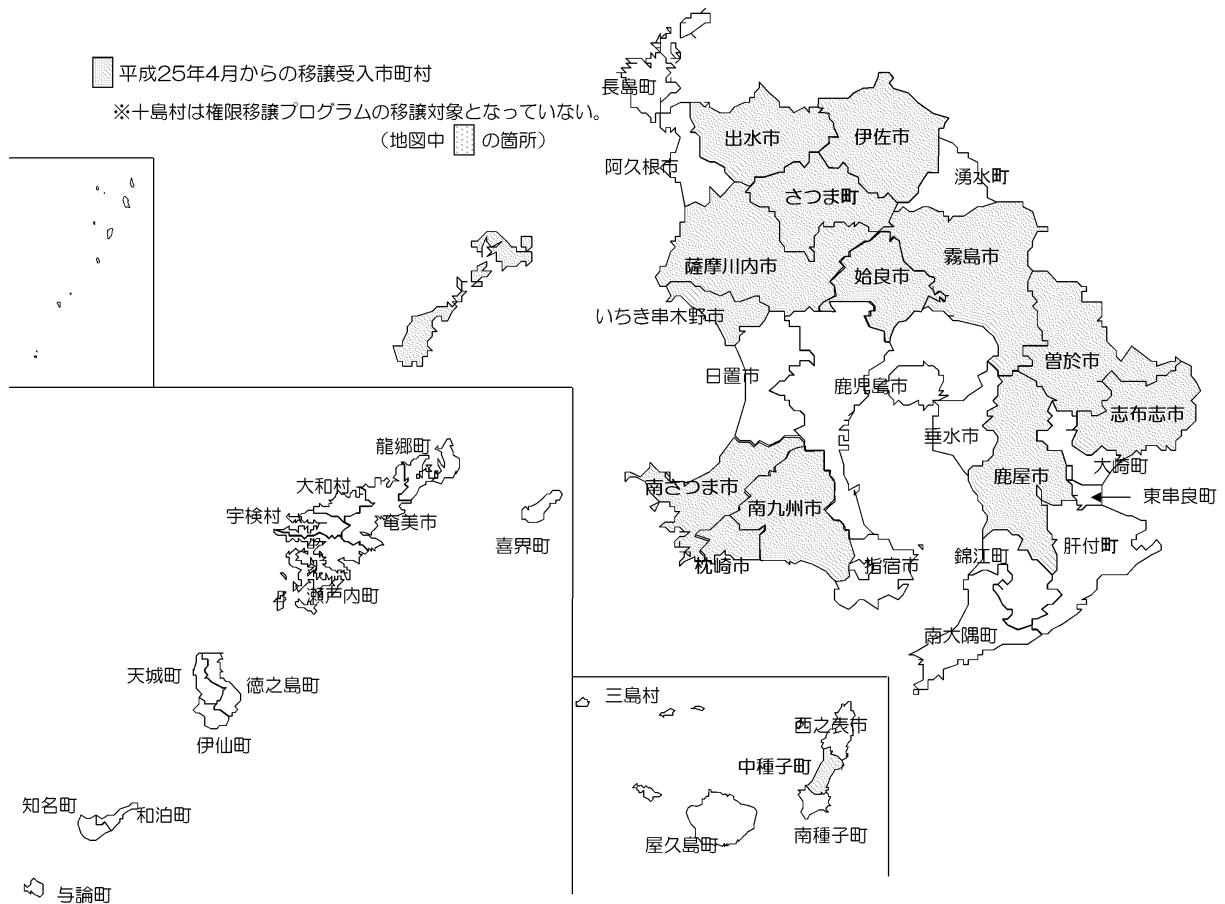 平成25年4月からの移譲受入市町村
※十島村は権限移譲プログラムの移譲対象となっていない。
(地図中 の箇所)
長島町
出水市
伊佐市
阿久根市
湧水町
さつま町
薩摩川内市
姶良市
霧島市
いちき串木野市
曽於市
日置市
鹿児島市
志布志市
垂水市
大崎町
鹿屋市
東串良町
南さつま市
南九州市
肝付町
枕崎市
指宿市
錦江町
南大隅町
龍郷町
大和村
宇検村
奄美市
喜界町
瀬戸内町
天城町
徳之島町
伊仙町
知名町
和泊町
与論町
三島村
西之表市
中種子町
屋久島町
南種子町